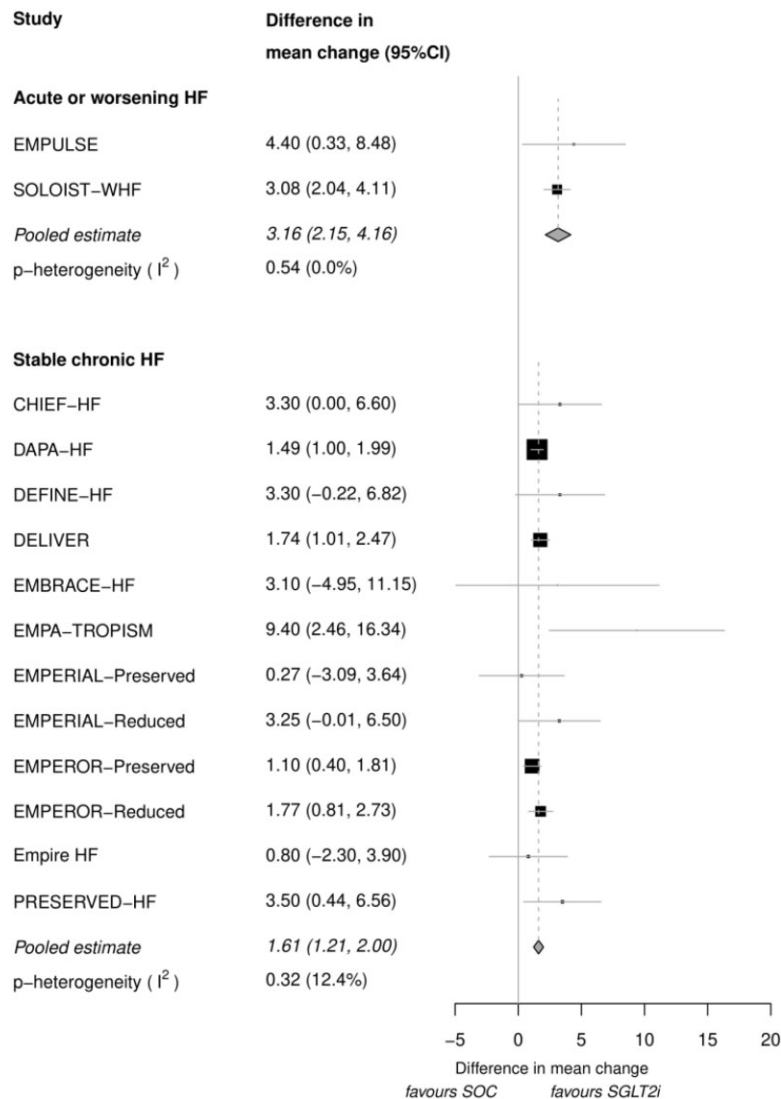 Study Difference in
mean change (95%CI)
Acute or worsening HF
EMPULSE 4.40 (0.33, 8.48)
SOLOIST−WHF 3.08 (2.04, 4.11)
Pooled estimate 3.16 (2.15, 4.16)
p−heterogeneity ( I² ) 0.54 (0.0%)
Stable chronic HF
CHIEF−HF 3.30 (0.00, 6.60)
DAPA−HF 1.49 (1.00, 1.99)
DEFINE−HF 3.30 (−0.22, 6.82)
DELIVER 1.74 (1.01, 2.47)
EMBRACE−HF 3.10 (−4.95, 11.15)
EMPA−TROPISM 9.40 (2.46, 16.34)
EMPERIAL−Preserved 0.27 (−3.09, 3.64)
EMPERIAL−Reduced 3.25 (−0.01, 6.50)
EMPEROR−Preserved 1.10 (0.40, 1.81)
EMPEROR−Reduced 1.77 (0.81, 2.73)
Empire HF 0.80 (−2.30, 3.90)
PRESERVED−HF 3.50 (0.44, 6.56)
Pooled estimate 1.61 (1.21, 2.00)
p−heterogeneity ( I² ) 0.32 (12.4%)
−5 0 5 10 15 20
Difference in mean change
favours SOC favours SGLT2i